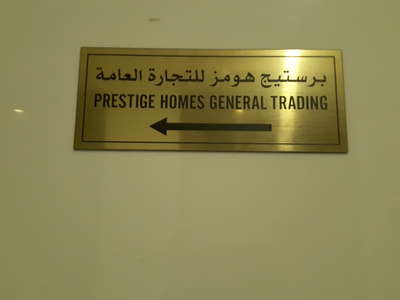 برستيج هومز للتجارة العامة
PRESTIGE HOMES GENERAL TRADING